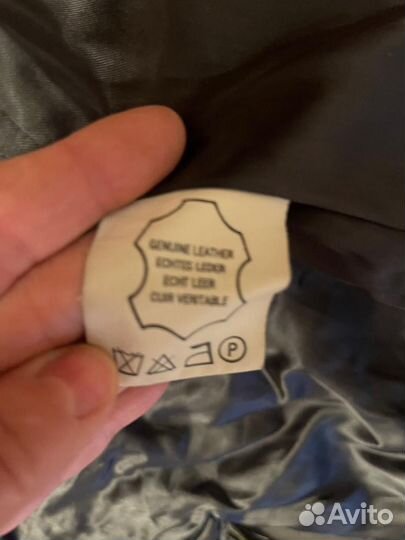 GENUINE LEATHER
ECHTES LEDER
ECHT LEER
CUIR VERITABLE
P
Avito